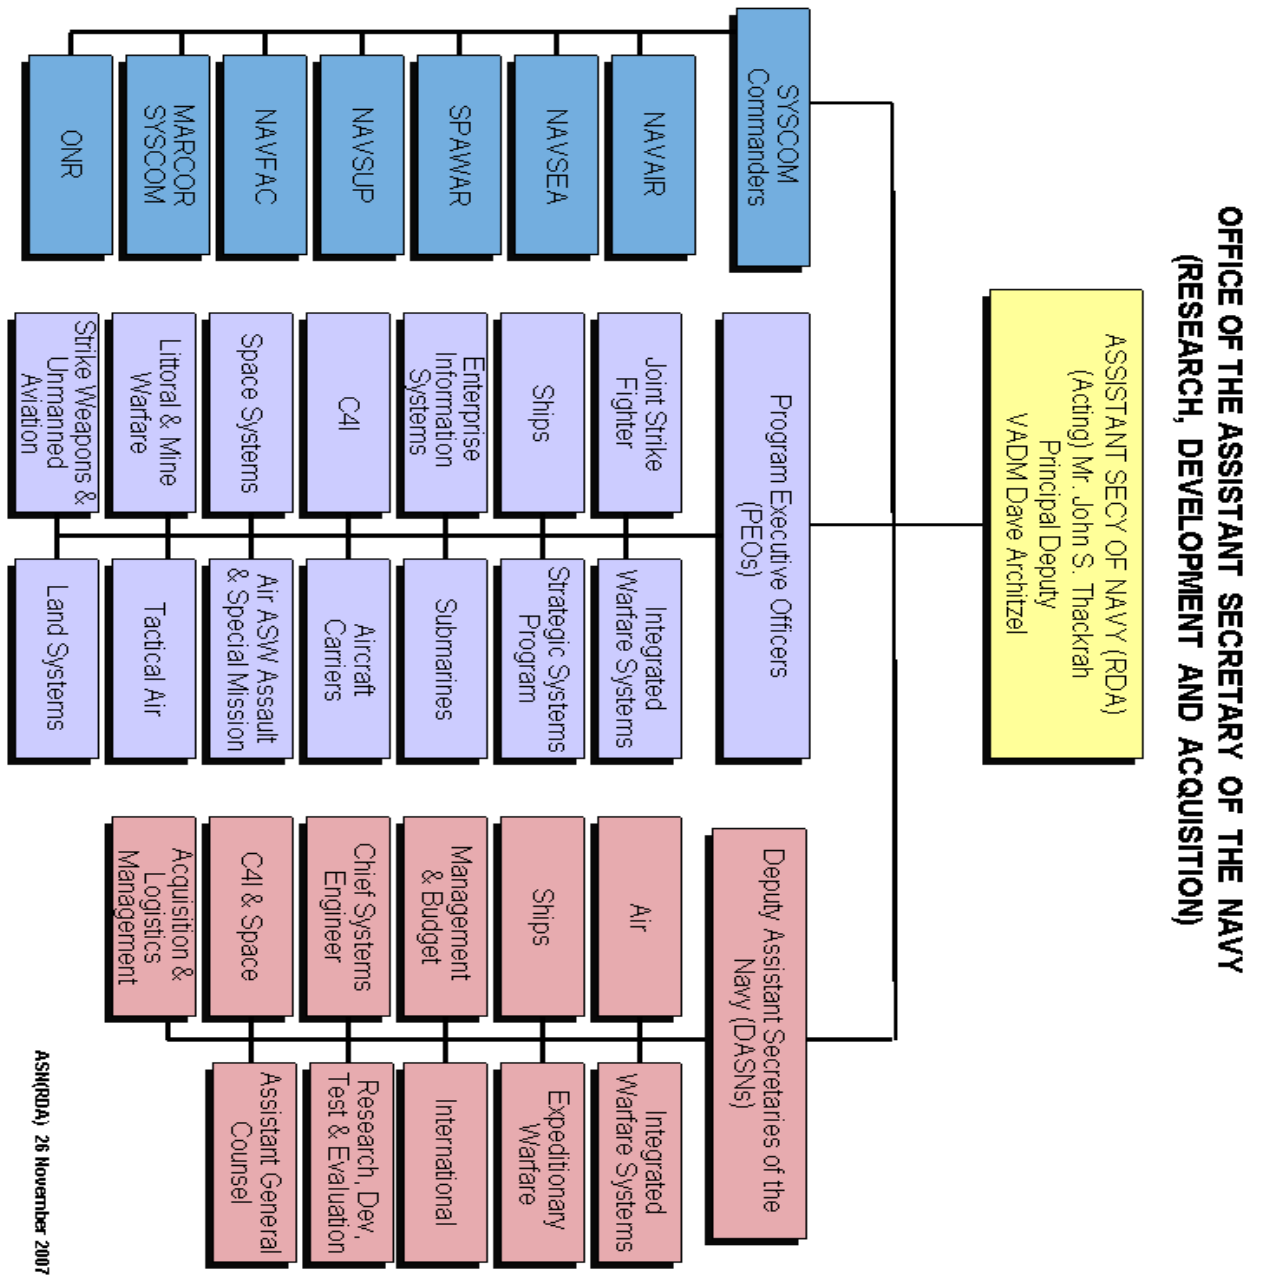 OFFICE OF THE ASSISTANT SECRETARY OF THE NAVY
(RESEARCH, DEVELOPMENT AND ACQUISITION)
ASSISTANT SECY OF NAVY (RDA)
(Acting) Mr. John S. Thackrah
Principal Deputy
VADM Dave Architzel
SYSCOM
Commanders
NAVAIR
NAVSEA
SPAWAR
NAVSUP
NAVFAC
MARCOR
SYSCOM
ONR
Program Executive Officers
(PEOs)
Joint Strike
Fighter
Integrated
Warfare Systems
Ships
Strategic Systems
Program
Enterprise
Information
Systems
Submarines
C4I
Aircraft
Carriers
Space Systems
Air ASW Assault
& Special Mission
Littoral & Mine
Warfare
Tactical Air
Strike Weapons &
Unmanned
Aviation
Land Systems
Deputy Assistant Secretaries of the
Navy (DASNs)
Air
Integrated
Warfare Systems
Ships
Expeditionary
Warfare
Management
& Budget
International
Chief Systems
Engineer
Research, Dev,
Test & Evaluation
C4I & Space
Assistant General
Counsel
Acquisition &
Logistics
Management
ASN(RDA) 26 November 2007